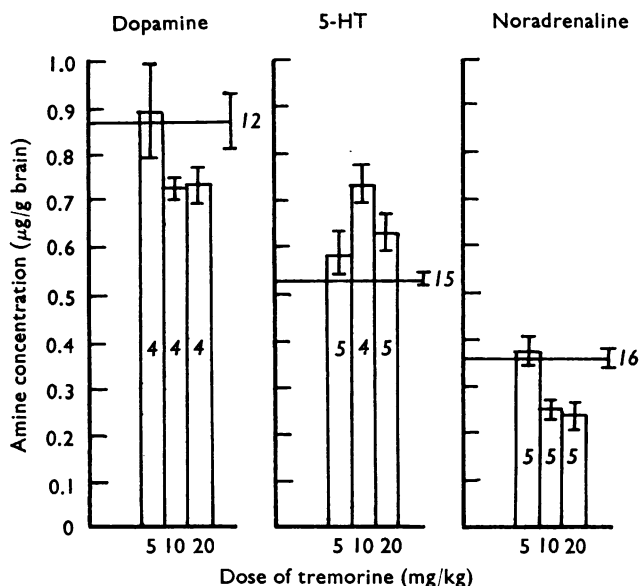 Dopamine 5-HT Noradrenaline
Amine concentration (µg/g brain)
1.0
0.9
0.8
0.7
0.6
0.5
0.4
0.3
0.2
0.1
0
12
15
16
4 4 4
5 4 5
5 5 5
5 10 20 5 10 20 5 10 20
Dose of tremorine (mg/kg)